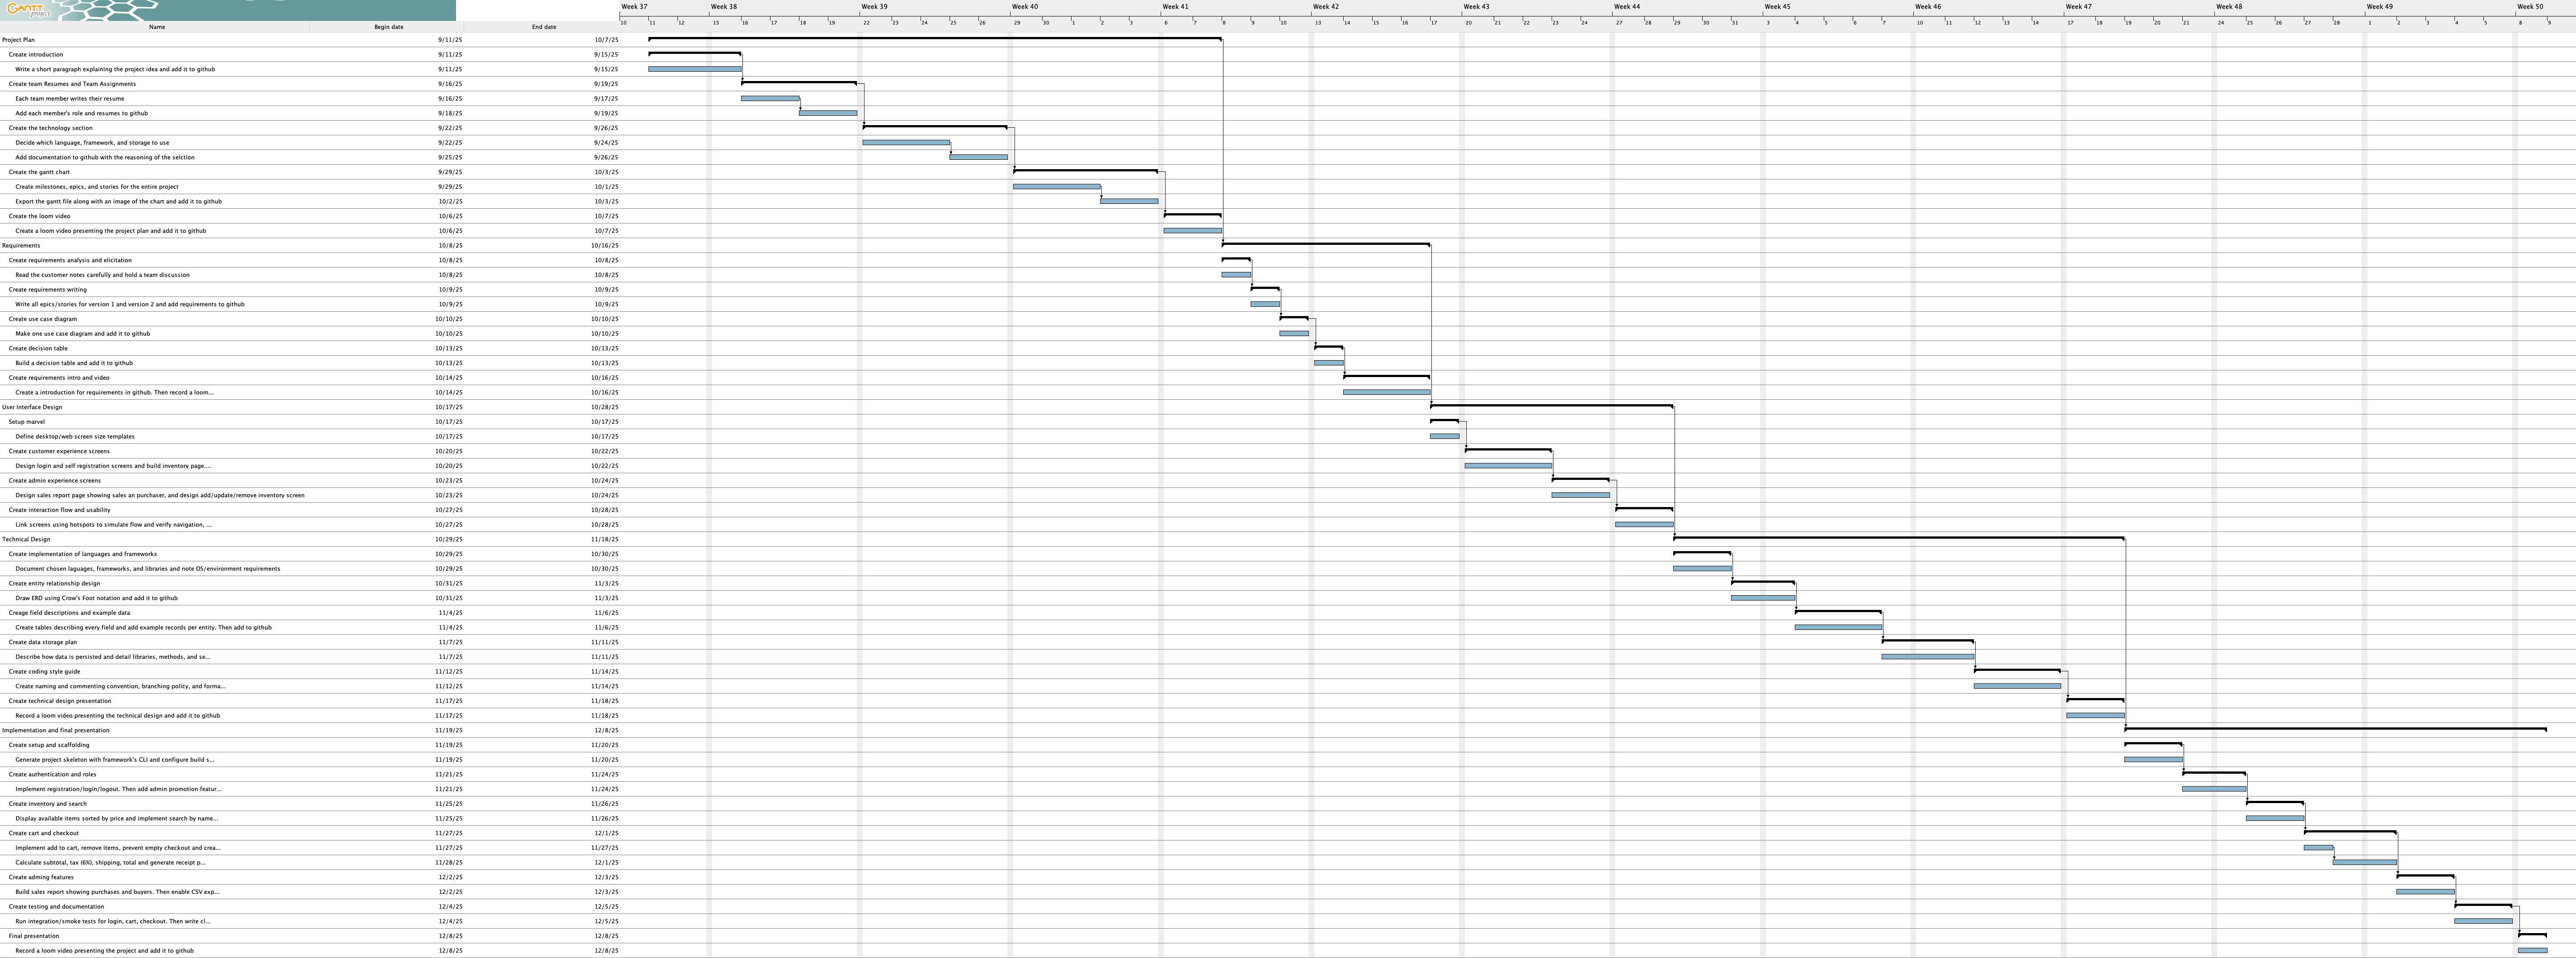 GANTT
project
Week 37 Week 38 Week 39 Week 40 Week 41 Week 42 Week 43 Week 44 Week 45 Week 46 Week 47 Week 48 Week 49 Week 50
Name Begin date End date 10 11 12 15 16 17 18 19 22 23 24 25 26 29 30 1 2 3 6 7 8 9 10 13 14 15 16 17 20 21 22 23 24 27 28 29 30 31 3 4 5 6 7 10 11 12 13 14 17 18 19 20 21 24 25 26 27 28 1 2 3 4 5 8 9
Project Plan 9/11/25 10/7/25
Create introduction 9/11/25 9/15/25
Write a short paragraph explaining the project idea and add it to github 9/11/25 9/15/25
Create team Resumes and Team Assignments 9/16/25 9/19/25
Each team member writes their resume 9/16/25 9/17/25
Add each member's role and resumes to github 9/18/25 9/19/25
Create the technology section 9/22/25 9/26/25
Decide which language, framework, and storage to use 9/22/25 9/24/25
Add documentation to github with the reasoning of the selction 9/25/25 9/26/25
Create the gantt chart 9/29/25 10/3/25
Create milestones, epics, and stories for the entire project 9/29/25 10/1/25
Export the gantt file along with an image of the chart and add it to github 10/2/25 10/3/25
Create the loom video 10/6/25 10/7/25
Create a loom video presenting the project plan and add it to github 10/6/25 10/7/25
Requirements 10/8/25 10/16/25
Create requirements analysis and elicitation 10/8/25 10/8/25
Read the customer notes carefully and hold a team discussion 10/8/25 10/8/25
Create requirements writing 10/9/25 10/9/25
Write all epics/stories for version 1 and version 2 and add requirements to github 10/9/25 10/9/25
Create use case diagram 10/10/25 10/10/25
Make one use case diagram and add it to github 10/10/25 10/10/25
Create decision table 10/13/25 10/13/25
Build a decision table and add it to github 10/13/25 10/13/25
Create requirements intro and video 10/14/25 10/16/25
Create a introduction for requirements in github. Then record a loom... 10/14/25 10/16/25
User Interface Design 10/17/25 10/28/25
Setup marvel 10/17/25 10/17/25
Define desktop/web screen size templates 10/17/25 10/17/25
Create customer experience screens 10/20/25 10/22/25
Design login and self registration screens and build inventory page.... 10/20/25 10/22/25
Create admin experience screens 10/23/25 10/24/25
Design sales report page showing sales an purchaser, and design add/update/remove inventory screen 10/23/25 10/24/25
Create interaction flow and usability 10/27/25 10/28/25
Link screens using hotspots to simulate flow and verify navigation, ... 10/27/25 10/28/25
Technical Design 10/29/25 11/18/25
Create implementation of languages and frameworks 10/29/25 10/30/25
Document chosen laguages, frameworks, and libraries and note OS/environment requirements 10/29/25 10/30/25
Create entity relationship design 10/31/25 11/3/25
Draw ERD using Crow's Foot notation and add it to github 10/31/25 11/3/25
Creage field descriptions and example data 11/4/25 11/6/25
Create tables describing every field and add example records per entity. Then add to github 11/4/25 11/6/25
Create data storage plan 11/7/25 11/11/25
Describe how data is persisted and detail libraries, methods, and se... 11/7/25 11/11/25
Create coding style guide 11/12/25 11/14/25
Create naming and commenting convention, branching policy, and forma... 11/12/25 11/14/25
Create technical design presentation 11/17/25 11/18/25
Record a loom video presenting the technical design and add it to github 11/17/25 11/18/25
Implementation and final presentation 11/19/25 12/8/25
Create setup and scaffolding 11/19/25 11/20/25
Generate project skeleton with framework's CLI and configure build s... 11/19/25 11/20/25
Create authentication and roles 11/21/25 11/24/25
Implement registration/login/logout. Then add admin promotion featur... 11/21/25 11/24/25
Create inventory and search 11/25/25 11/26/25
Display available items sorted by price and implement search by name... 11/25/25 11/26/25
Create cart and checkout 11/27/25 12/1/25
Implement add to cart, remove items, prevent empty checkout and crea... 11/27/25 11/27/25
Calculate subtotal, tax (6%), shipping, total and generate receipt p... 11/28/25 12/1/25
Create adming features 12/2/25 12/3/25
Build sales report showing purchases and buyers. Then enable CSV exp... 12/2/25 12/3/25
Create testing and documentation 12/4/25 12/5/25
Run integration/smoke tests for login, cart, checkout. Then write cl... 12/4/25 12/5/25
Final presentation 12/8/25 12/8/25
Record a loom video presenting the project and add it to github 12/8/25 12/8/25